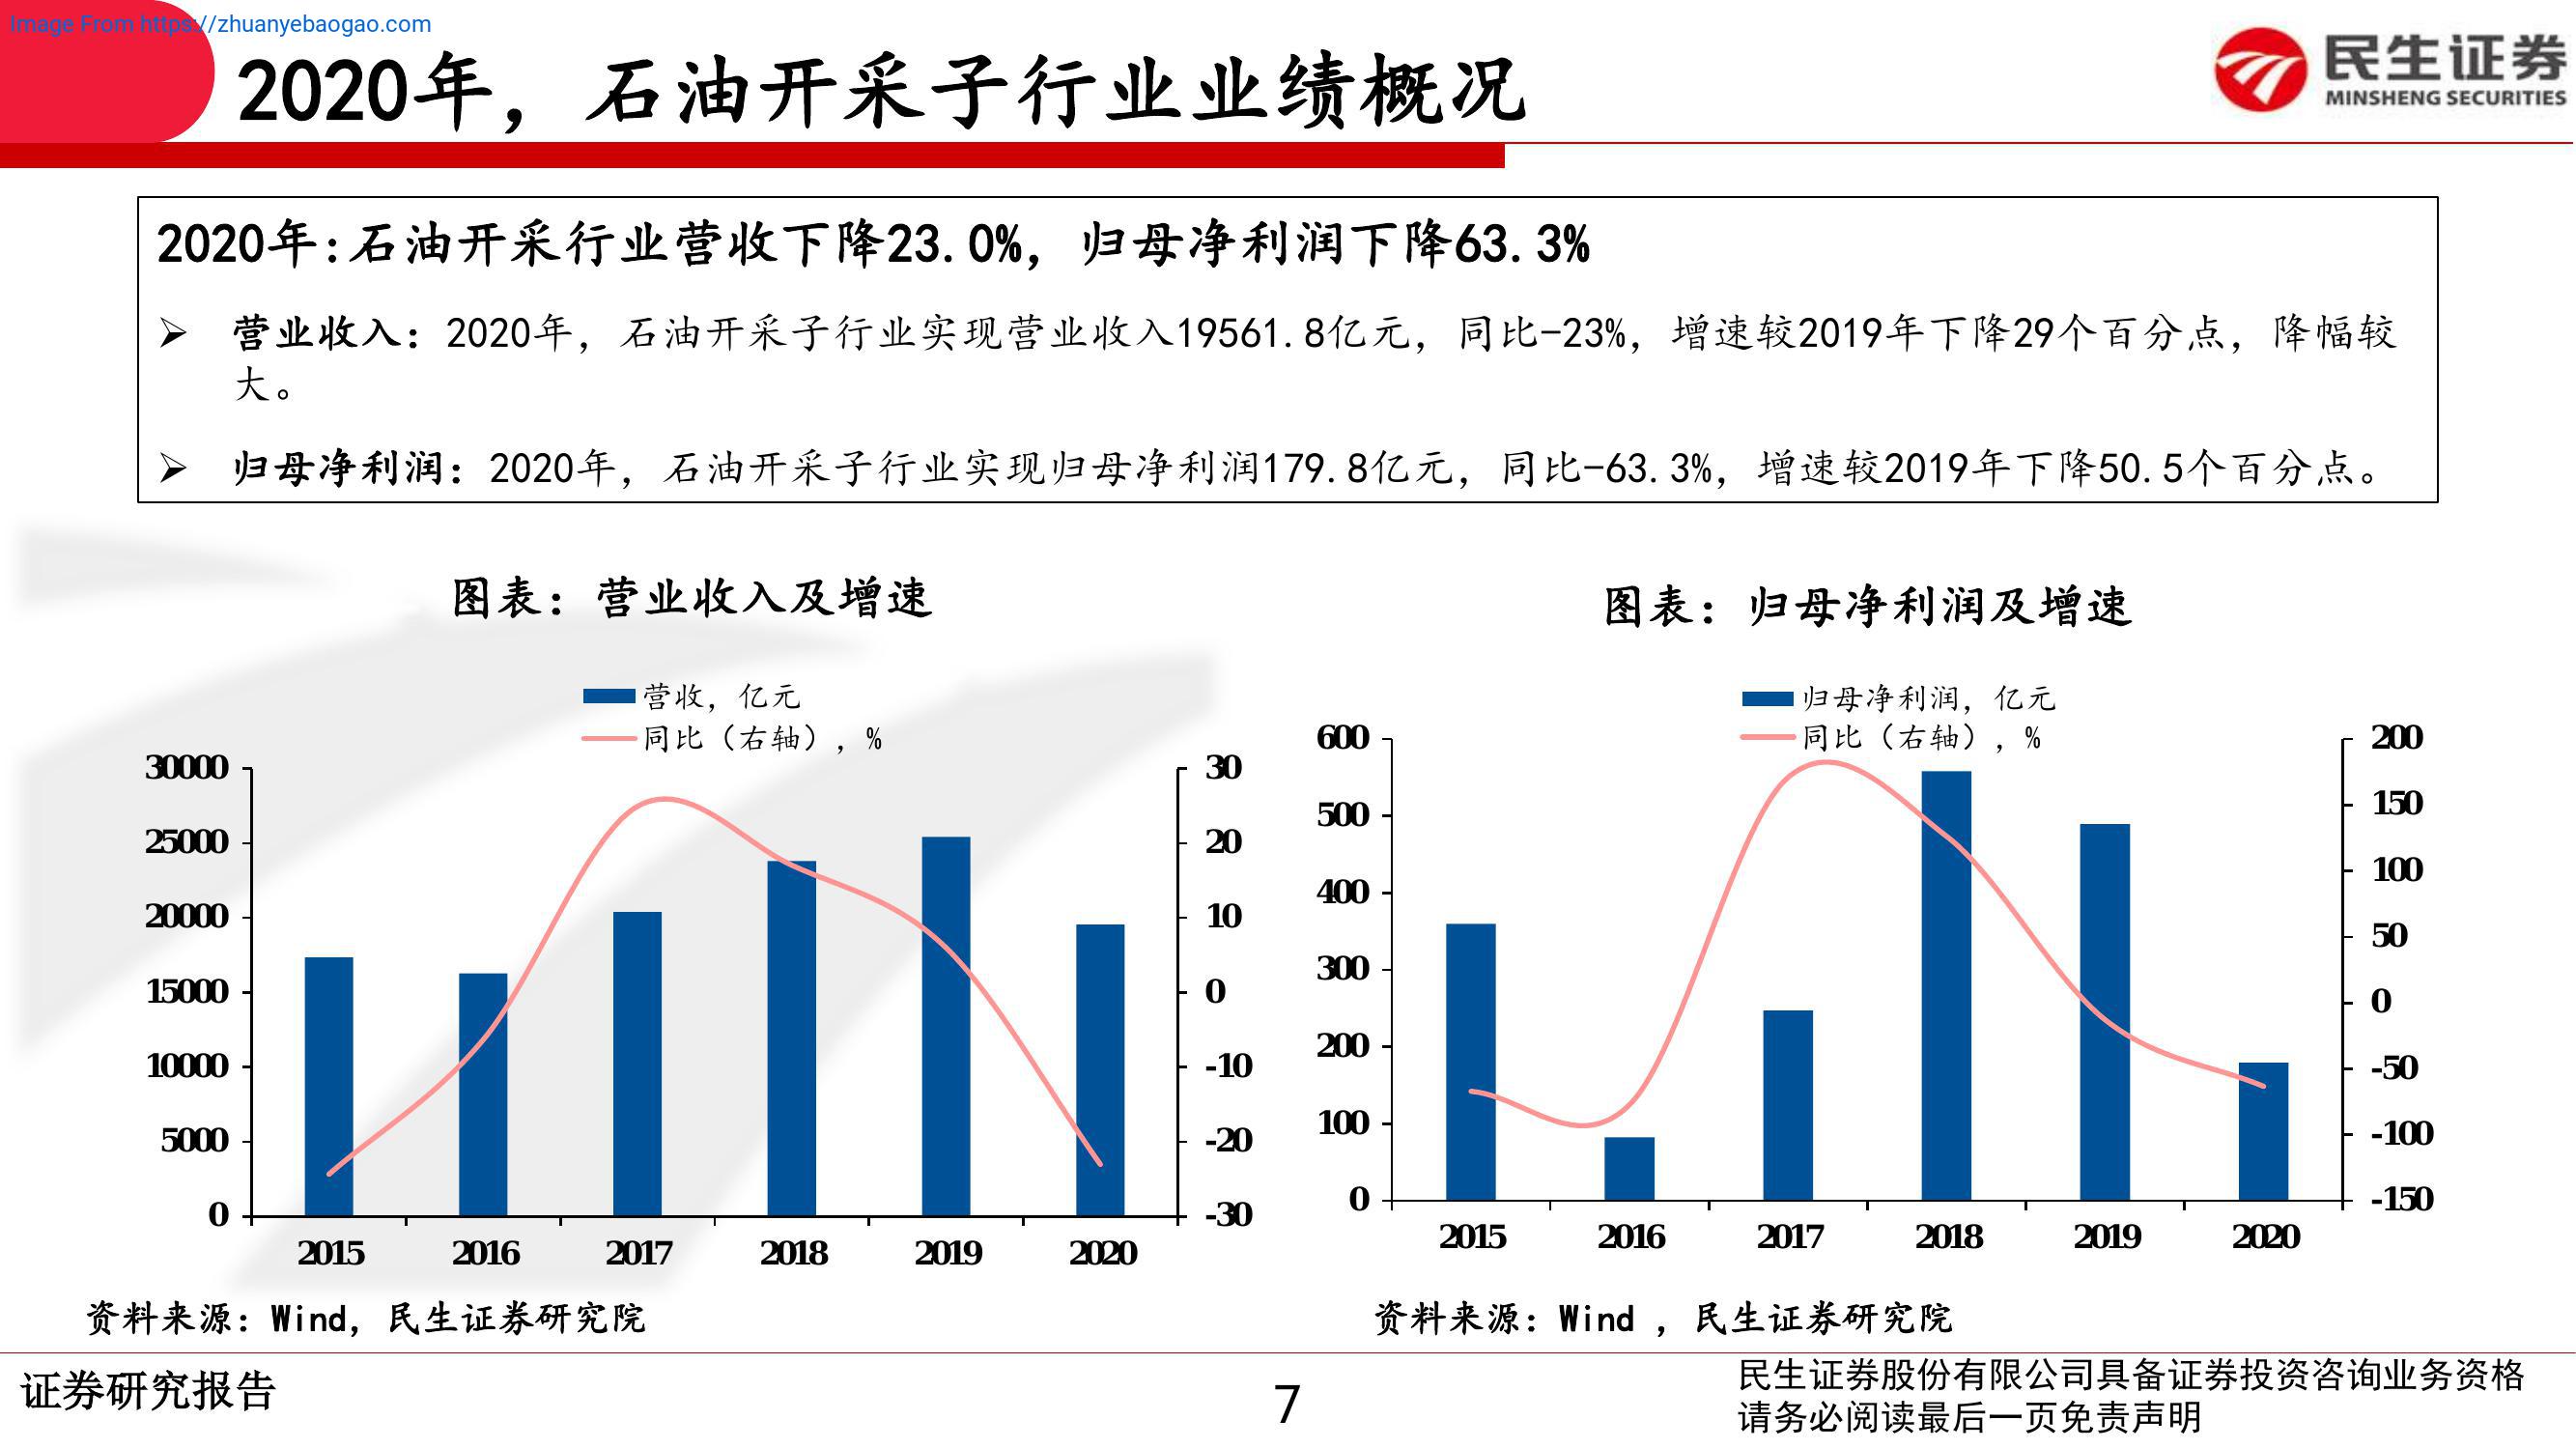 Image From https://zhuanyebaogao.com
2020年，石油开采子行业业绩概况
民生证券
MINSHENG SECURITIES
2020年:石油开采行业营收下降23.0%，归母净利润下降63.3%
➢ 营业收入：2020年，石油开采子行业实现营业收入19561.8亿元，同比-23%，增速较2019年下降29个百分点，降幅较
大。
➢ 归母净利润：2020年，石油开采子行业实现归母净利润179.8亿元，同比-63.3%，增速较2019年下降50.5个百分点。
图表：营业收入及增速
营收，亿元
同比（右轴），%
30000
25000
20000
15000
10000
5000
0
30
20
10
0
-10
-20
-30
2015 2016 2017 2018 2019 2020
资料来源：Wind，民生证券研究院
图表：归母净利润及增速
归母净利润，亿元
同比（右轴），%
600
500
400
300
200
100
0
200
150
100
50
0
-50
-100
-150
2015 2016 2017 2018 2019 2020
资料来源：Wind ，民生证券研究院
证券研究报告
7
民生证券股份有限公司具备证券投资咨询业务资格
请务必阅读最后一页免责声明